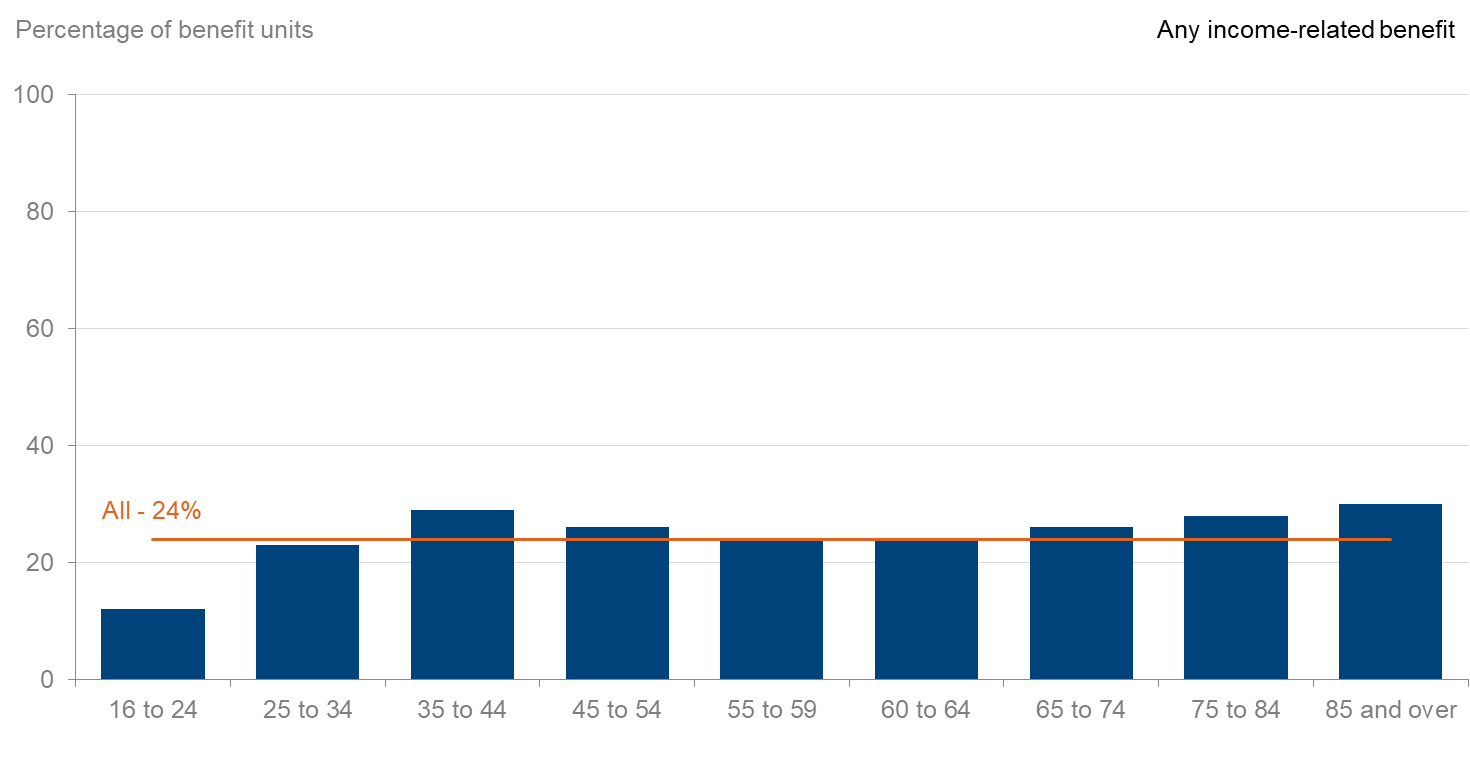 Percentage of benefit units
Any income-related benefit
100
80
60
40
20
0
All - 24%
16 to 24
25 to 34
35 to 44
45 to 54
55 to 59
60 to 64
65 to 74
75 to 84
85 and over